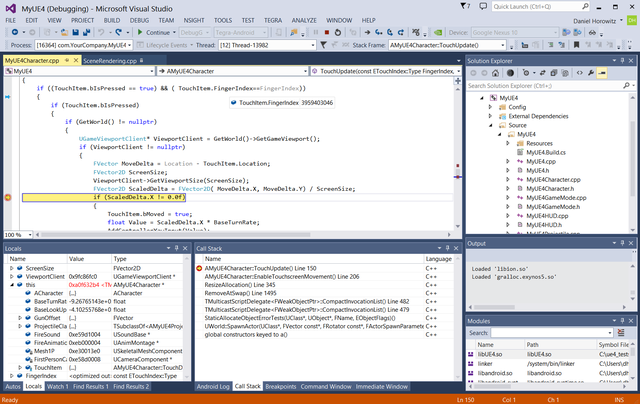 MyUE4 (Debugging) - Microsoft Visual Studio
7
Quick Launch (Ctrl+Q)
FILE EDIT VIEW PROJECT BUILD DEBUG TEAM NSIGHT TOOLS TEST TEGRA ANALYZE WINDOW HELP
Daniel Horowitz
Continue
Debug
Tegra-Android
Device: Google Nexus 10
Process: [16364] com.YourCompany.MyUE4
Lifecycle Events
Thread: [12] Thread-13982
Stack Frame: AMyUE4Character::TouchUpdate()
MyUE4Character.cpp
SceneRendering.cpp
MyUE4
AMyUE4Character
TouchUpdate(const ETouchIndex::Type FingerIndex,
{
if ((TouchItem.bIsPressed == true) && ( TouchItem.FingerIndex==FingerIndex))
{
TouchItem.FingerIndex 3959403046
if (TouchItem.bIsPressed)
{
if (GetWorld() != nullptr)
{
UGameViewportClient* ViewportClient = GetWorld()->GetGameViewport();
if (ViewportClient != nullptr)
{
FVector MoveDelta = Location - TouchItem.Location;
FVector2D ScreenSize;
ViewportClient->GetViewportSize(ScreenSize);
FVector2D ScaledDelta = FVector2D( MoveDelta.X, MoveDelta.Y) / ScreenSize;
if (ScaledDelta.X != 0.0f)
{
TouchItem.bMoved = true;
float Value = ScaledDelta.X * BaseTurnRate;
AddControllerYawInput(Value);
100 %
Solution Explorer
Search Solution Explorer (Ctrl+;)
MyUE4
Config
External Dependencies
Source
MyUE4
Resources
MyUE4.Build.cs
MyUE4.cpp
MyUE4.h
MyUE4Character.cpp
MyUE4Character.h
MyUE4GameMode.cpp
MyUE4GameMode.h
MyUE4HUD.cpp
MyUE4HUD.h
MyUE4Projectile.cpp
Locals
Name Value Type
ScreenSize FVector2D
ViewportClient 0x9fc86fc0 UGameViewportClient *
this 0xa0f632b4 AMyUE4Character *
ACharacter ACharacter
BaseTurnRat -9.26765143e float
BaseLookUp -4.10255768e float
GunOffset FVector
ProjectileCla TSubclassOf<AMyUE4Projec
FireSound 0xe59d1004 USoundBase *
FireAnimatic 0xeb000004 UAnimMontage *
Mesh1P 0xe30013e0 USkeletalMeshComponent
FirstPersonC 0xe58d0008 UCameraComponent *
TouchItem AMyUE4Character::TouchDa
FingerIndex <optimized out> const ETouchIndex::Type
Autos Locals Watch 1 Find Results 1 Find Results 2
Call Stack
Name Language
AMyUE4Character::TouchUpdate() Line 150 C++
AMyUE4Character::EnableTouchscreenMovement() Line 206 C++
ResizeAllocation() Line 345 C++
RemoveAtSwap() Line 1495 C++
TMulticastScriptDelegate<FWeakObjectPtr>::CompactInvocationList() Line 482 C++
TMulticastScriptDelegate<FWeakObjectPtr>::CompactInvocationList() Line 479 C++
StaticAllocateObjectErrorTests(UClass*, UObject*, FName, EObjectFlags)() C++
UWorld::SpawnActor(UClass*, FVector const*, FRotator const*, FActorSpawnParamete C++
global constructors keyed to a() C++
Android Log Call Stack Breakpoints Command Window Immediate Window
Output
Loaded 'libion.so'
Loaded 'gralloc.exynos5.so'
Modules
Search:
Name Path Symbol File
libUE4.so libUE4.so C:\ue4_test
linker /system/bin/linker C:\Users\dh
libandroid.so C:\Users\dh
Ln 150 Col 1 Ch 1 INS